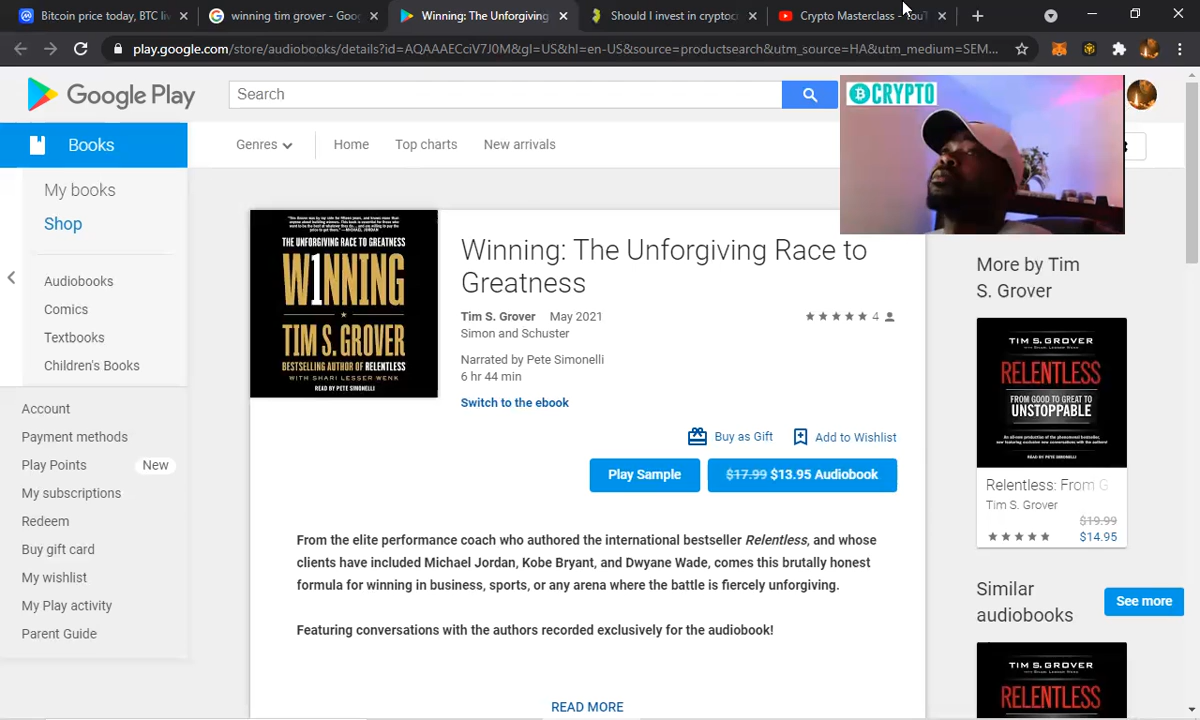 Bitcoin price today, BTC li
winning tim grover - Goo
Winning: The Unforgiving
Should I invest in cryptoc
Crypto Masterclass - YouT
play.google.com/store/audiobooks/details?id=AQAAAECciV7J0M&gl=US&hl=en-US&source=productsearch&utm_source=HA&utm_medium=SEM...
Google Play
Search
CRYPTO
Books
Genres
Home
Top charts
New arrivals
My books
Shop
Audiobooks
Comics
Textbooks
Children's Books
Account
Payment methods
Play Points
New
My subscriptions
Redeem
Buy gift card
My wishlist
My Play activity
Parent Guide
THE UNFORGIVING RACE TO GREATNESS
W1NNING
TIM S. GROVER
BESTSELLING AUTHOR OF RELENTLESS
WITH SHARI LESSER WENK
READ BY PETE SIMONELLI
Winning: The Unforgiving Race to
Greatness
Tim S. Grover May 2021
Simon and Schuster
4
Narrated by Pete Simonelli
6 hr 44 min
Switch to the ebook
Buy as Gift
Add to Wishlist
Play Sample
$17.99 $13.95 Audiobook
From the elite performance coach who authored the international bestseller Relentless, and whose
clients have included Michael Jordan, Kobe Bryant, and Dwyane Wade, comes this brutally honest
formula for winning in business, sports, or any arena where the battle is fiercely unforgiving.
Featuring conversations with the authors recorded exclusively for the audiobook!
READ MORE
More by Tim
S. Grover
TIM S. GROVER
RELENTLESS
FROM GOOD TO GREAT TO
UNSTOPPABLE
READ BY PETE SIMONELLI
Relentless: From G
Tim S. Grover
$19.99
$14.95
Similar
audiobooks
See more
TIM S. GROVER
RELENTLESS